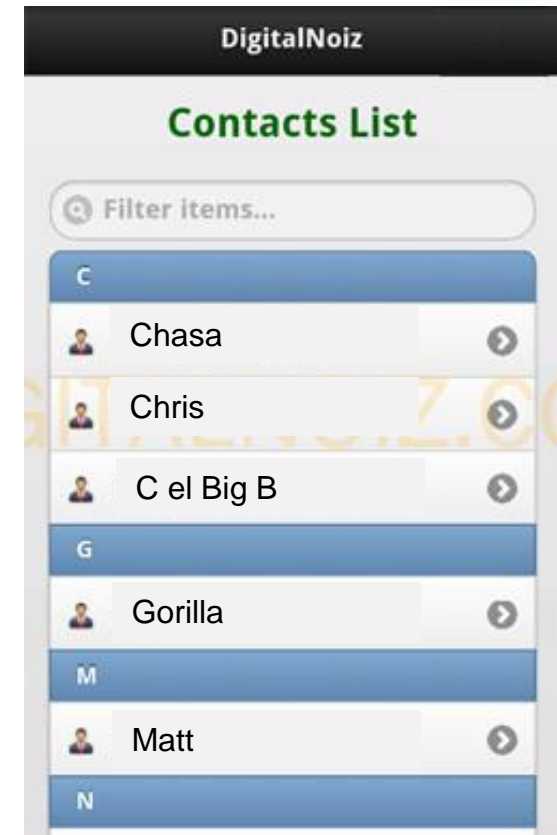 DigitalNoiz
Contacts List
Filter items...
C
Chasa
Chris
C el Big B
G
Gorilla
M
Matt
N